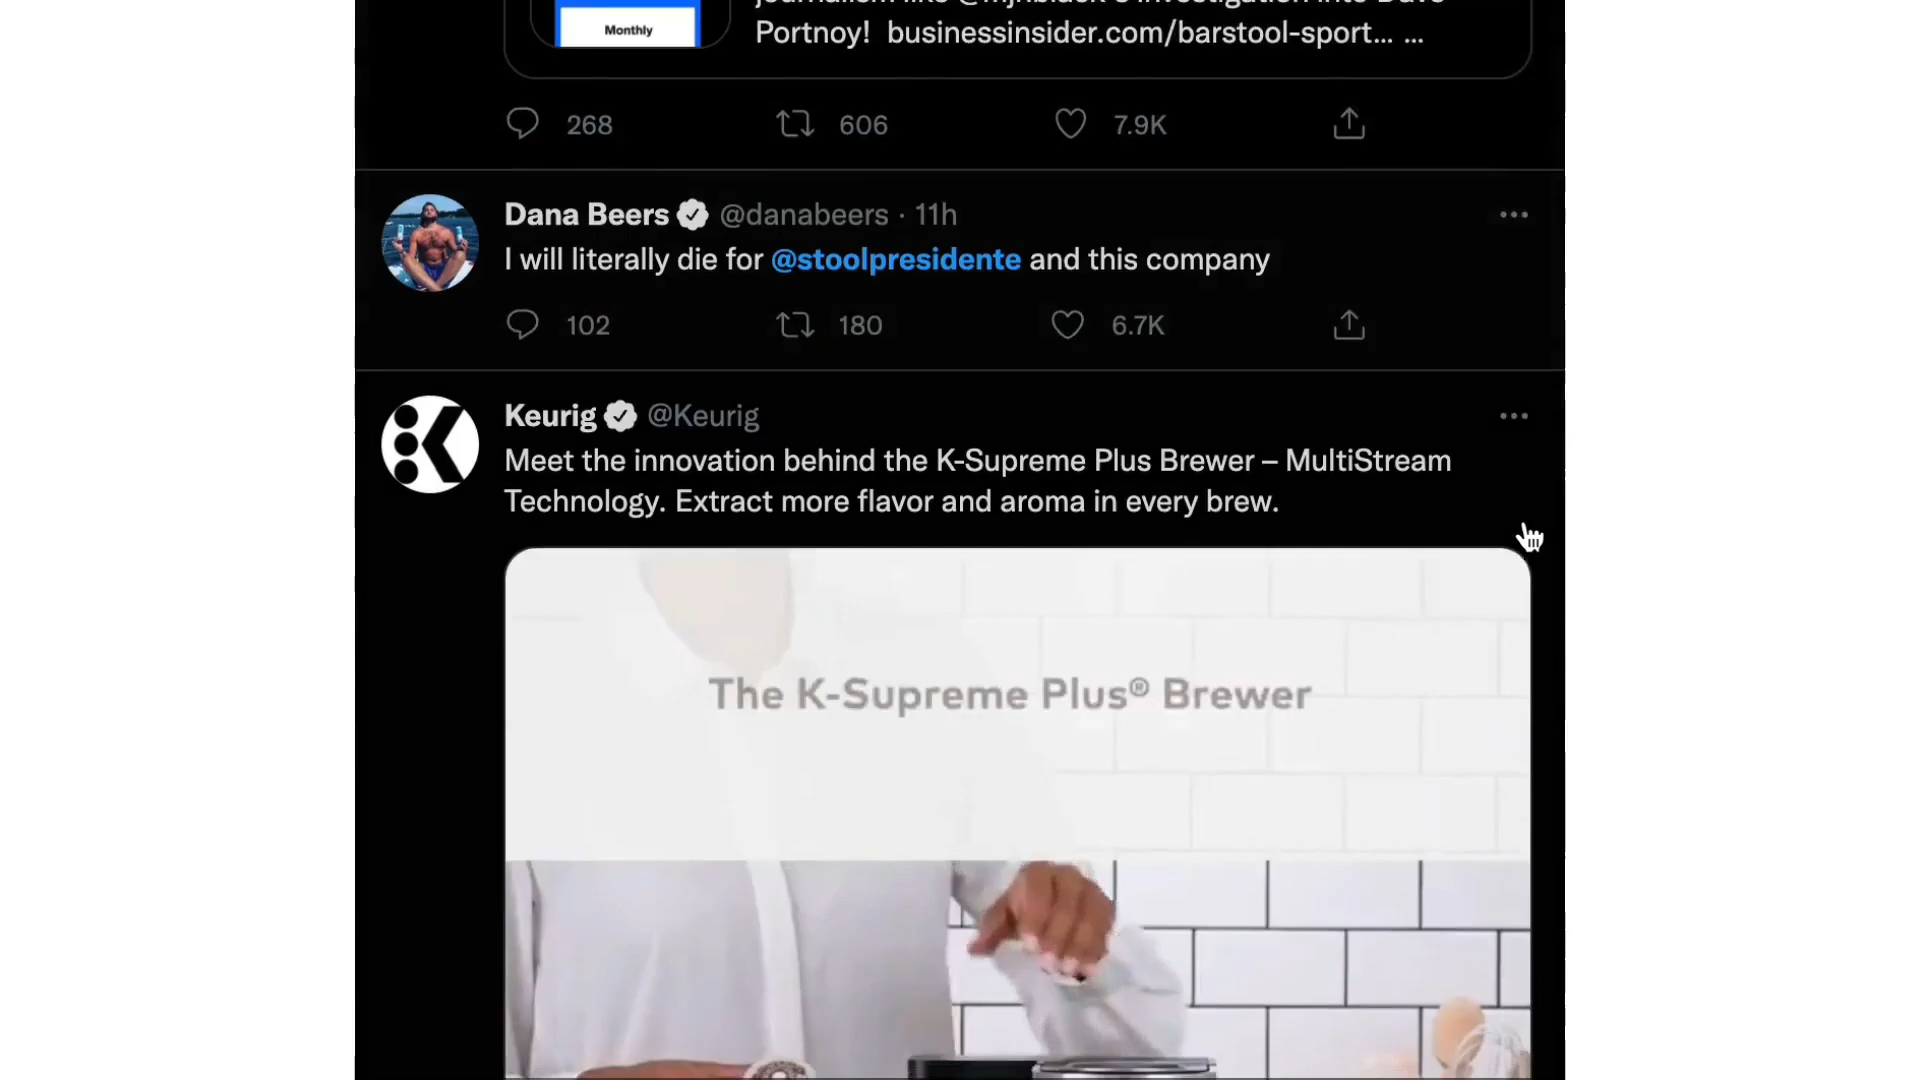 Monthly
Portnoy! businessinsider.com/barstool-sport... ...
268 606 7.9K
Dana Beers @danabeers · 11h
I will literally die for @stoolpresidente and this company
102 180 6.7K
Keurig @Keurig
Meet the innovation behind the K-Supreme Plus Brewer – MultiStream
Technology. Extract more flavor and aroma in every brew.
The K-Supreme Plus® Brewer